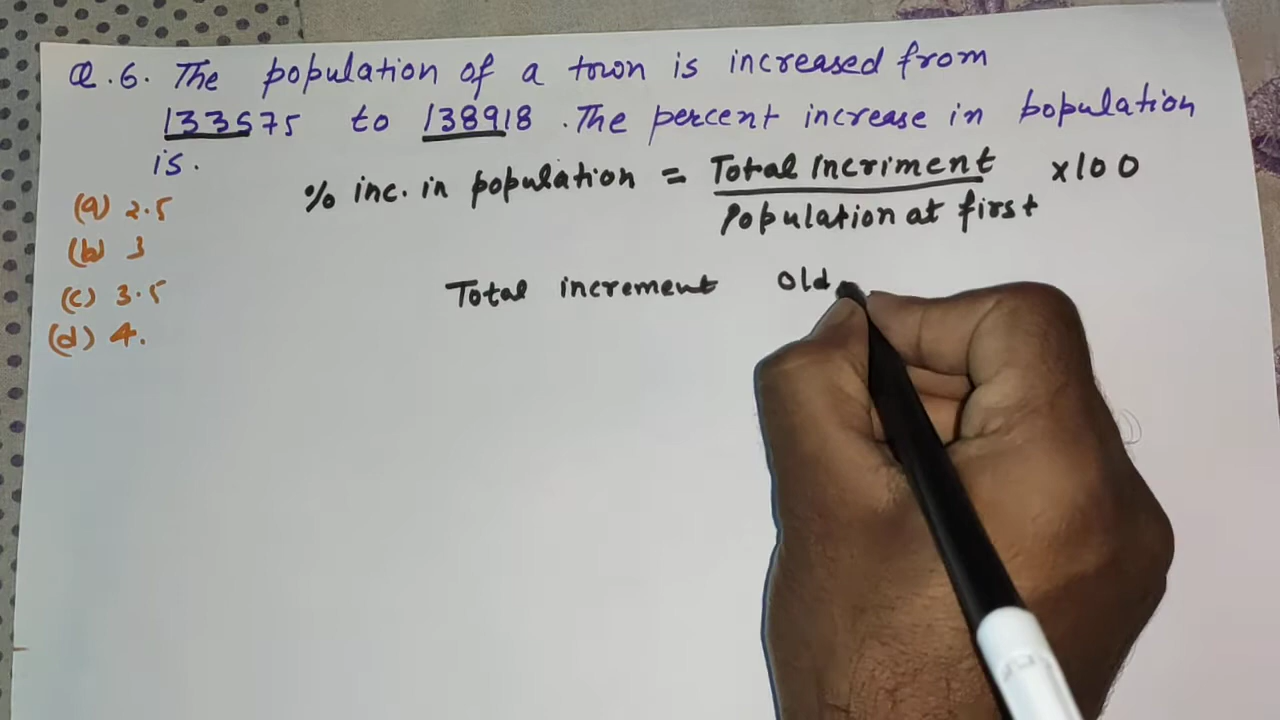 Q.6. The population of a town is increased from
133575 to 138918. The percent increase in population
is.
% inc. in population = Total Incriment / Population at first x100
(a) 2.5
(b) 3
(c) 3.5
(d) 4.
Total increment Old